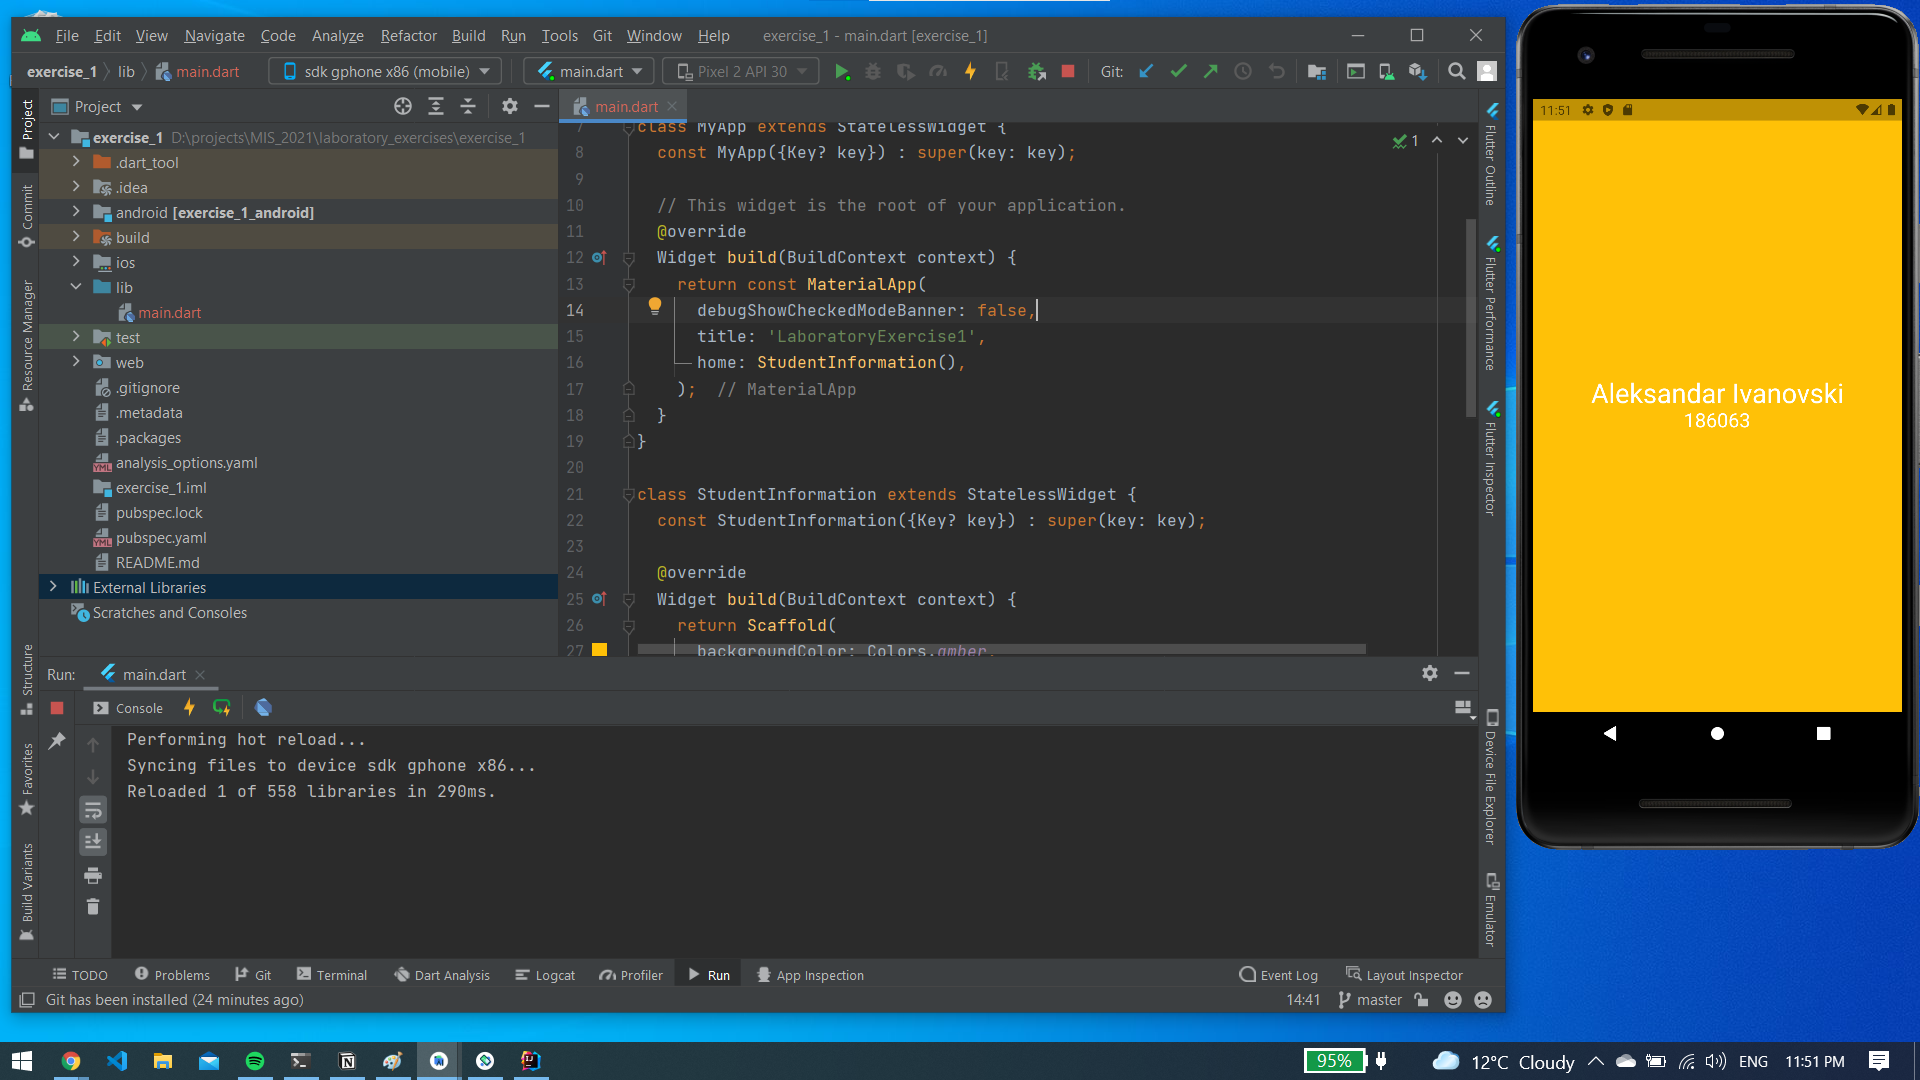 File Edit View Navigate Code Analyze Refactor Build Run Tools Git Window Help exercise_1 - main.dart [exercise_1]
exercise_1 lib main.dart sdk gphone x86 (mobile) main.dart Pixel 2 API 30 Git:
Project
main.dart
Project
Commit
Resource Manager
Structure
Favorites
Build Variants
exercise_1 D:\projects\MIS_2021\laboratory_exercises\exercise_1
.dart_tool
.idea
android [exercise_1_android]
build
ios
lib
main.dart
test
web
.gitignore
.metadata
.packages
analysis_options.yaml
exercise_1.iml
pubspec.lock
pubspec.yaml
README.md
External Libraries
Scratches and Consoles
1
7 class MyApp extends StatelessWidget {
8 const MyApp({Key? key}) : super(key: key);
9
10 // This widget is the root of your application.
11 @override
12 Widget build(BuildContext context) {
13 return const MaterialApp(
14 debugShowCheckedModeBanner: false,
15 title: 'LaboratoryExercise1',
16 home: StudentInformation(),
17 ); // MaterialApp
18 }
19 }
20
21 class StudentInformation extends StatelessWidget {
22 const StudentInformation({Key? key}) : super(key: key);
23
24 @override
25 Widget build(BuildContext context) {
26 return Scaffold(
27 backgroundColor: Colors.amber,
Flutter Outline
Flutter Performance
Flutter Inspector
Device File Explorer
Emulator
Run: main.dart
Console
Performing hot reload...
Syncing files to device sdk gphone x86...
Reloaded 1 of 558 libraries in 290ms.
TODO Problems Git Terminal Dart Analysis Logcat Profiler Run App Inspection Event Log Layout Inspector
Git has been installed (24 minutes ago) 14:41 master
11:51
Aleksandar Ivanovski
186063
95% 12°C Cloudy ENG 11:51 PM